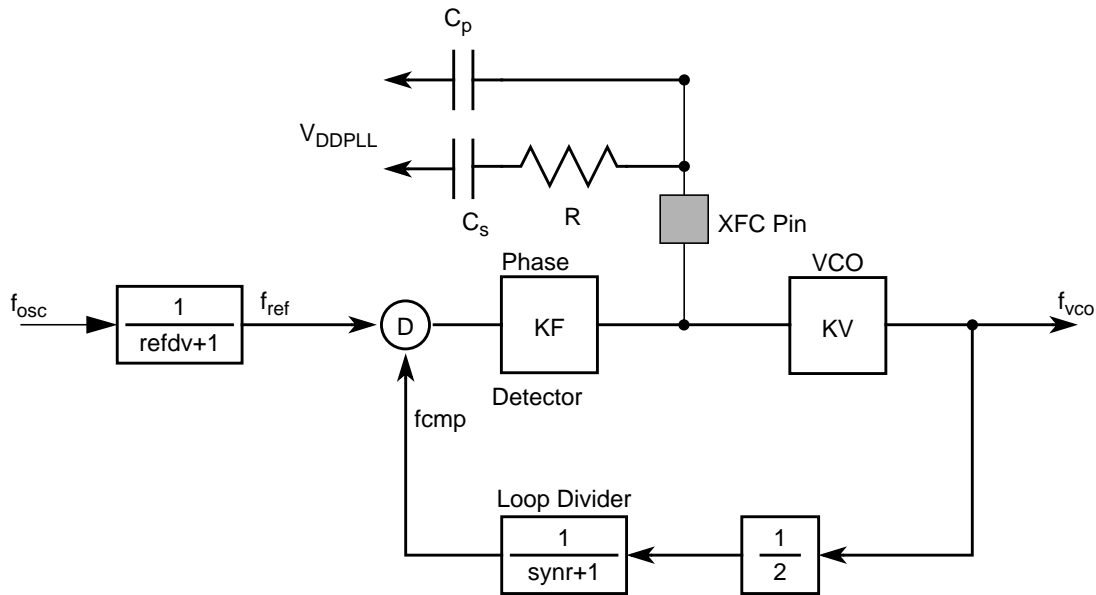 Cp
VDDPLL
Cs
R
XFC Pin
Phase
VCO
fosc
1
refdv+1
fref
D
KF
KV
fvco
Detector
fcmp
Loop Divider
1
synr+1
1
2